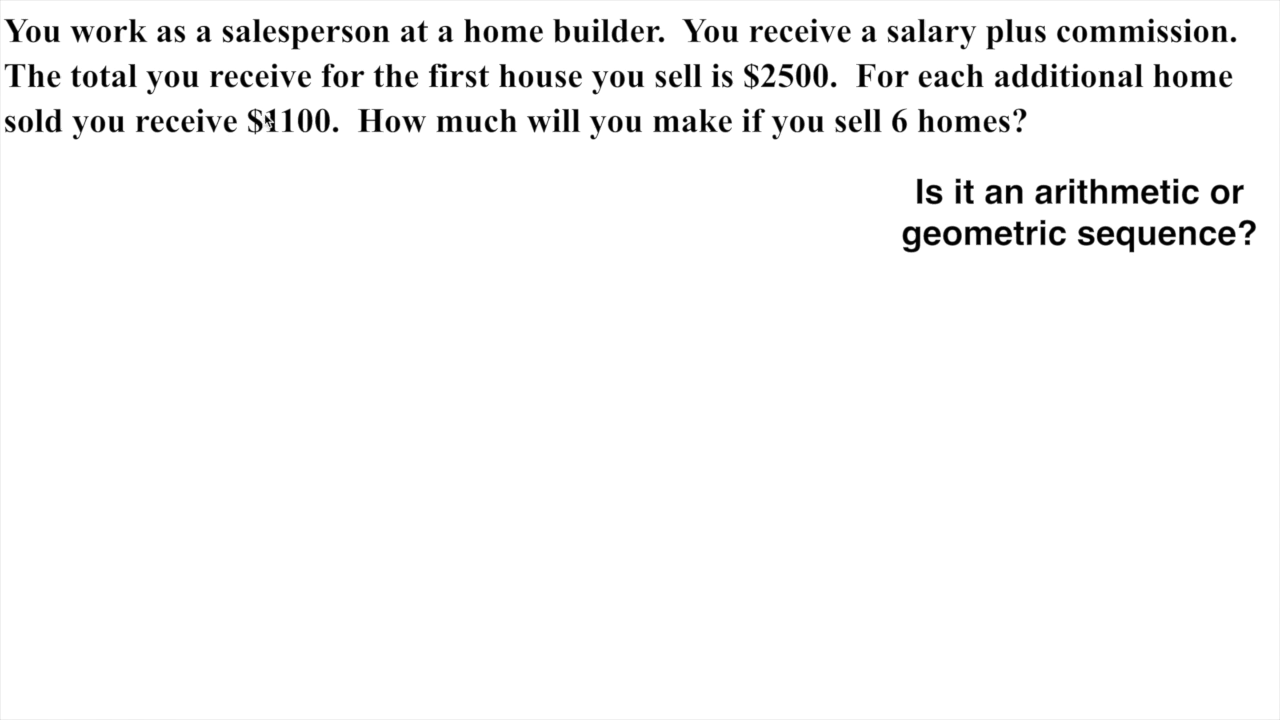 You work as a salesperson at a home builder. You receive a salary plus commission.
The total you receive for the first house you sell is $2500. For each additional home
sold you receive $1100. How much will you make if you sell 6 homes?
Is it an arithmetic or
geometric sequence?